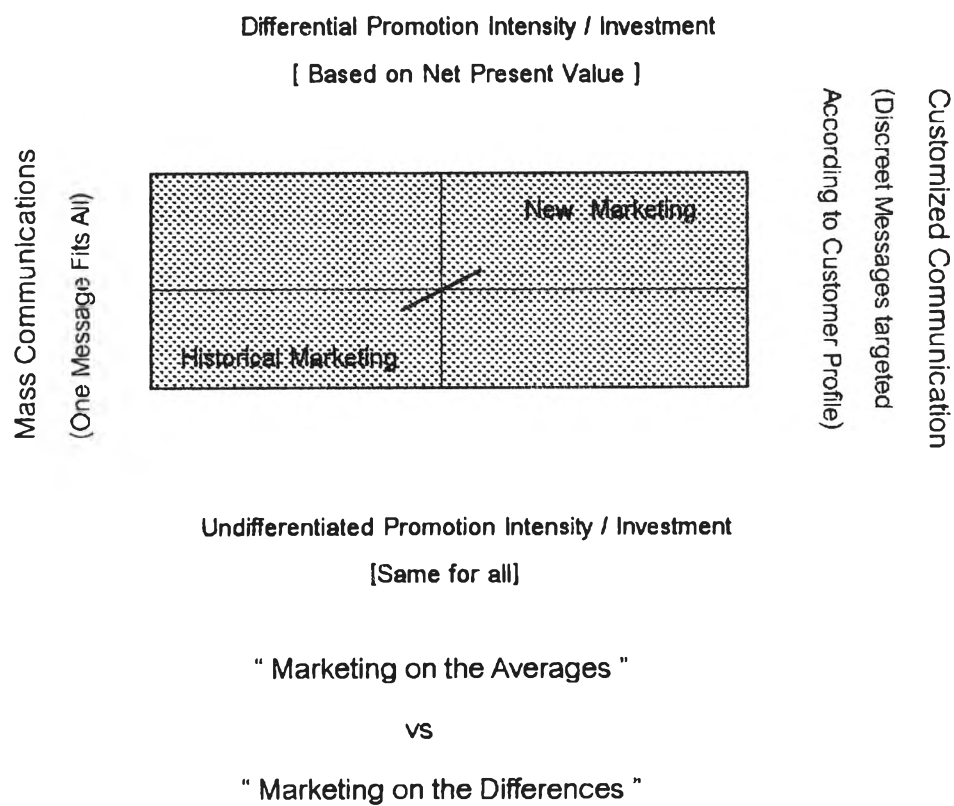 Differential Promotion Intensity / Investment
[ Based on Net Present Value ]
Mass Communications
(One Message Fits All)
New Marketing
Historical Marketing
Customized Communication
(Discreet Messages targeted
According to Customer Profile)
Undifferentiated Promotion Intensity / Investment
[Same for all]
“ Marketing on the Averages ”
vs
“ Marketing on the Differences ”